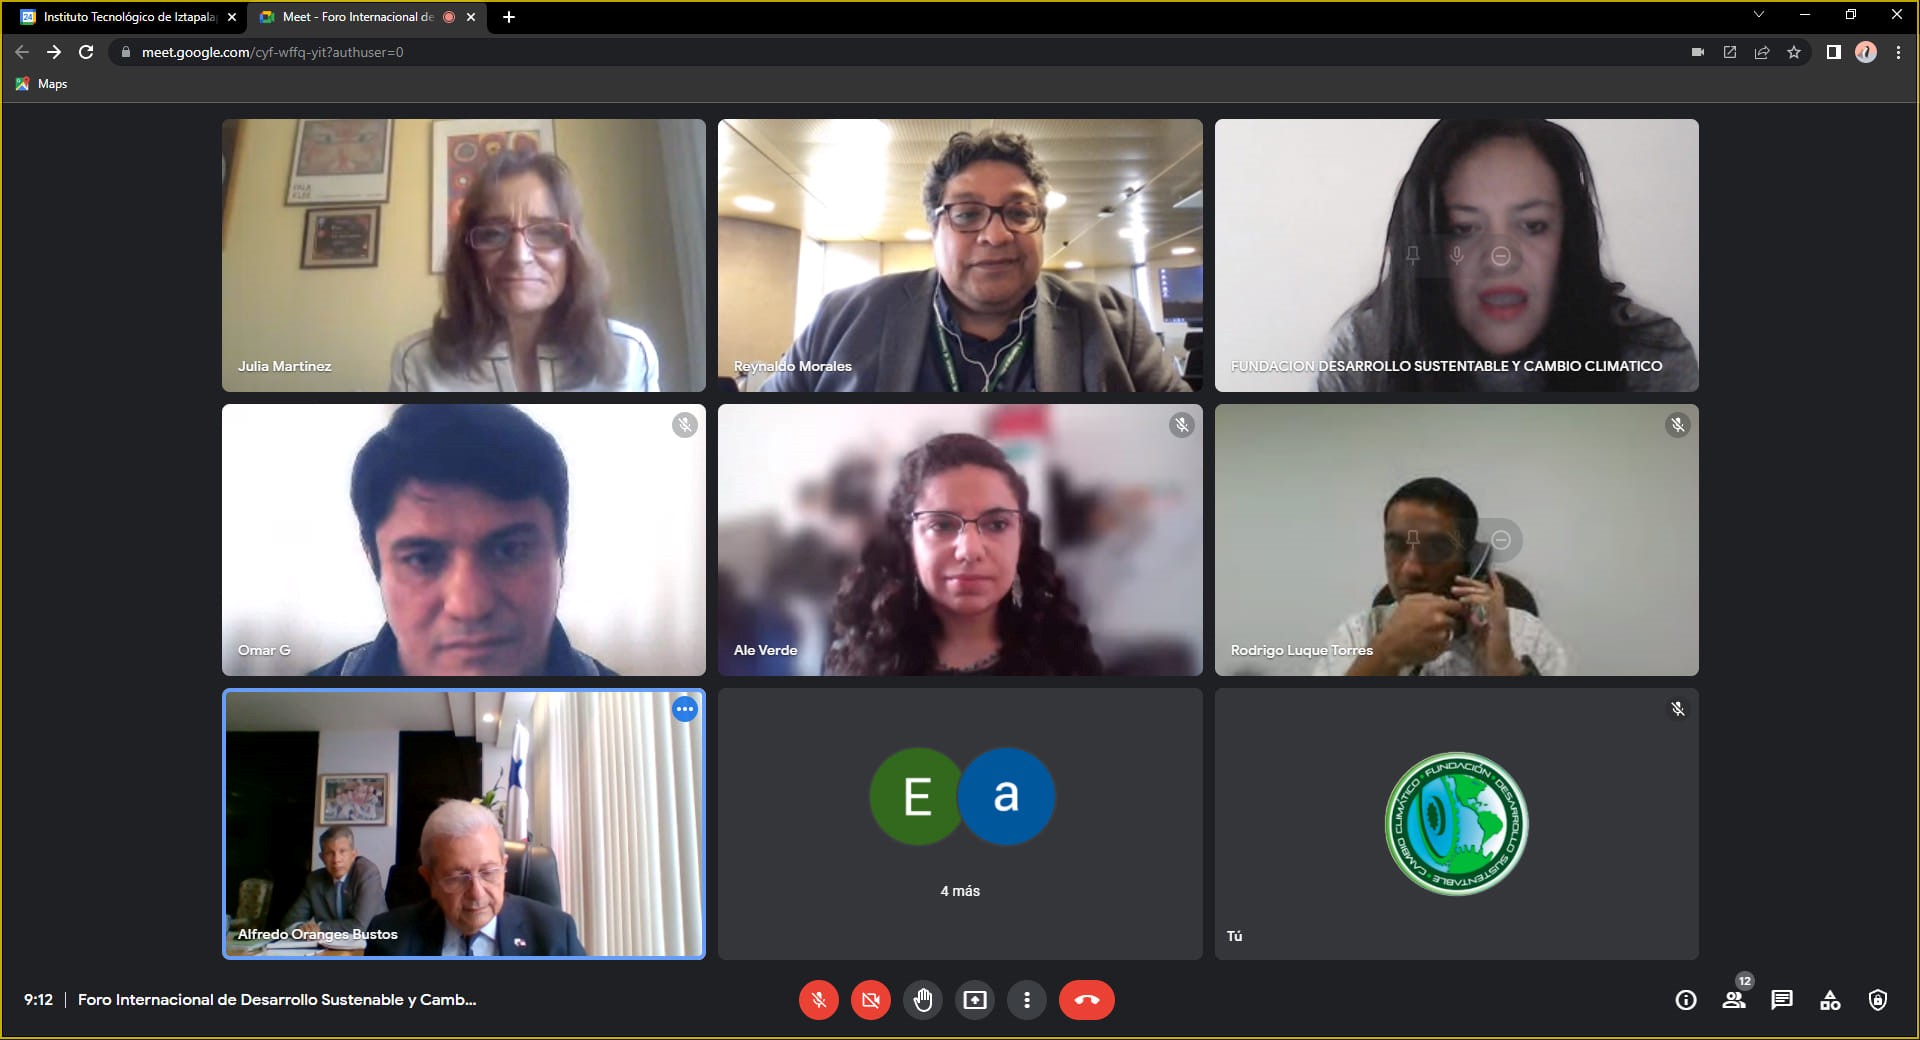 Instituto Tecnológico de Iztapala
Meet - Foro Internacional de
meet.google.com/cyf-wffq-yit?authuser=0
Maps
Julia Martinez
Reynaldo Morales
FUNDACION DESARROLLO SUSTENTABLE Y CAMBIO CLIMATICO
Omar G
Ale Verde
Rodrigo Luque Torres
Alfredo Oranges Bustos
E
a
4 más
FUNDACIÓN DESARROLLO SUSTENTABLE CAMBIO CLIMÁTICO
Tú
9:12
Foro Internacional de Desarrollo Sustenable y Camb...
12